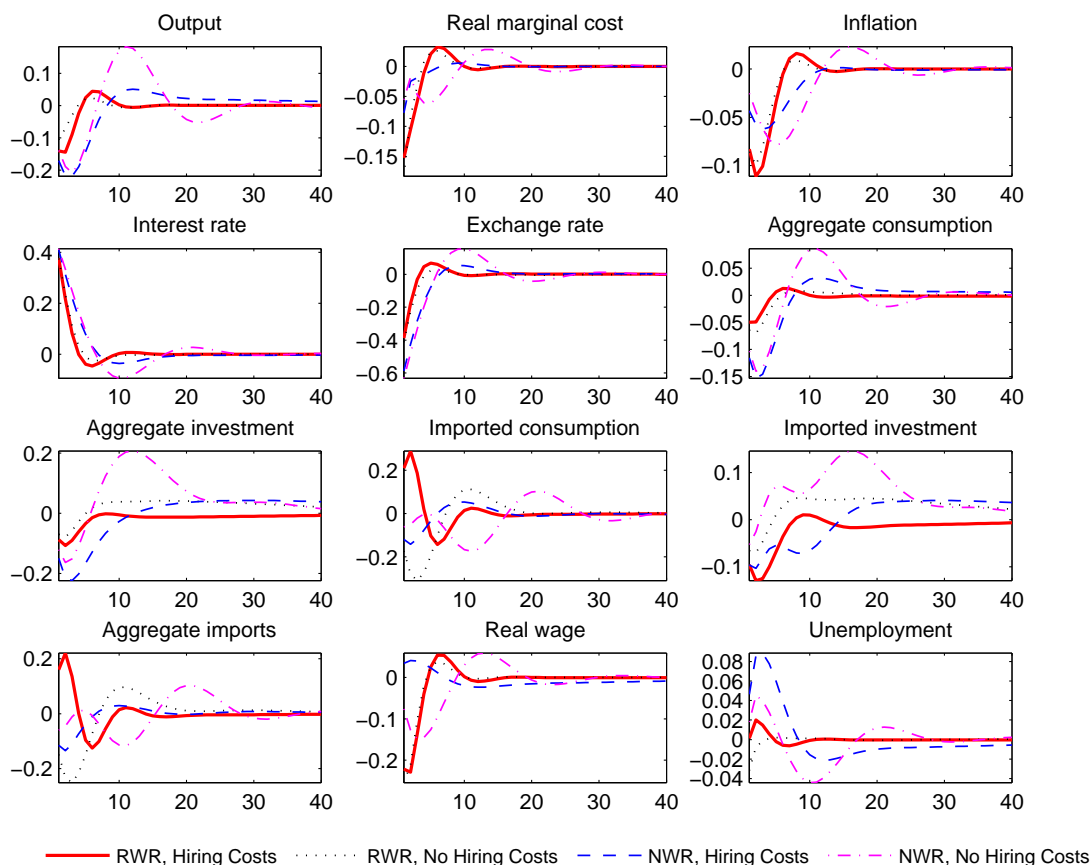 Output
Real marginal cost
Inflation
0.1
0
−0.1
−0.2
10 20 30 40
0
−0.05
−0.1
−0.15
10 20 30 40
0
−0.05
−0.1
10 20 30 40
Interest rate
Exchange rate
Aggregate consumption
0.4
0.2
0
10 20 30 40
0
−0.2
−0.4
−0.6
10 20 30 40
0.05
0
−0.05
−0.1
−0.15
10 20 30 40
Aggregate investment
Imported consumption
Imported investment
0.2
0
−0.2
10 20 30 40
0.2
0
−0.2
10 20 30 40
0.1
0
−0.1
10 20 30 40
Aggregate imports
Real wage
Unemployment
0.2
0
−0.2
10 20 30 40
0
−0.1
−0.2
10 20 30 40
0.08
0.06
0.04
0.02
0
−0.02
−0.04
10 20 30 40
RWR, Hiring Costs RWR, No Hiring Costs NWR, Hiring Costs NWR, No Hiring Costs